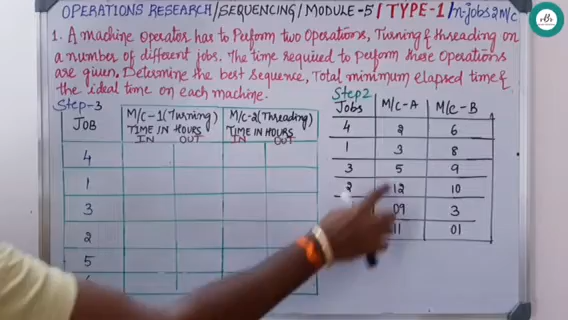 OPERATIONS RESEARCH/SEQUENCING/MODULE-5/TYPE-1/n-jobs 2 M/c
1. A machine operator has to Perform two Operations, Turning & threading on
a number of different jobs. The time required to perform these Operations
are given. Determine the best sequence, Total minimum elapsed time &
the ideal time on each machine.
Step-3
JOB M/C-1(Turning) TIME IN HOURS M/C-2(Threading) TIME IN HOURS
IN OUT IN OUT
4
1
3
2
5
Step2
Jobs M/C-A M/C-B
4 2 6
1 3 8
3 5 9
2 12 10
09 3
11 01